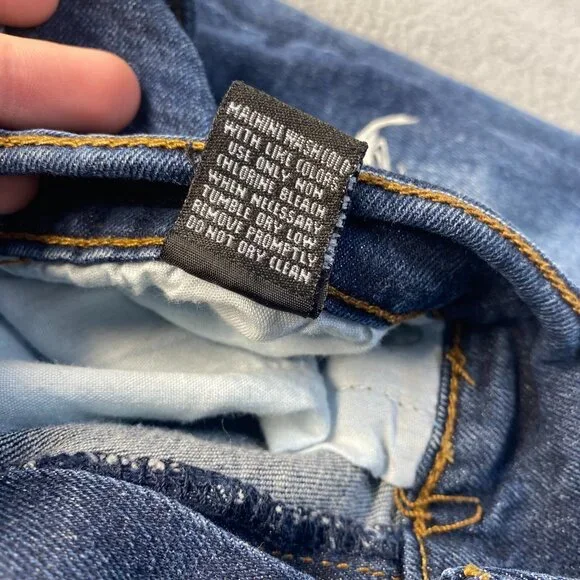 MACHINE WASH COLD
WITH LIKE COLORS
USE ONLY NON
CHLORINE BLEACH
WHEN NECESSARY
TUMBLE DRY LOW
REMOVE PROMPTLY
DO NOT DRY CLEAN